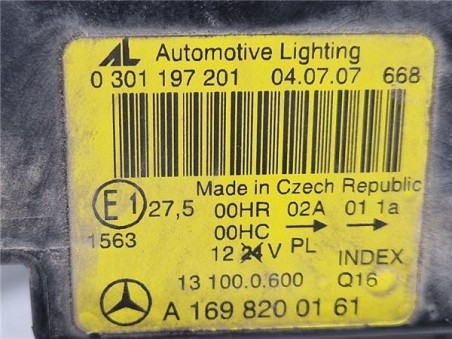 AL Automotive Lighting
0 301 197 201 04.07.07 668
Made in Czech Republic
E1 27,5 00HR 02A 01 1a
1563 00HC
12 24 V PL INDEX
13 100.0.600 Q16
A 169 820 01 61